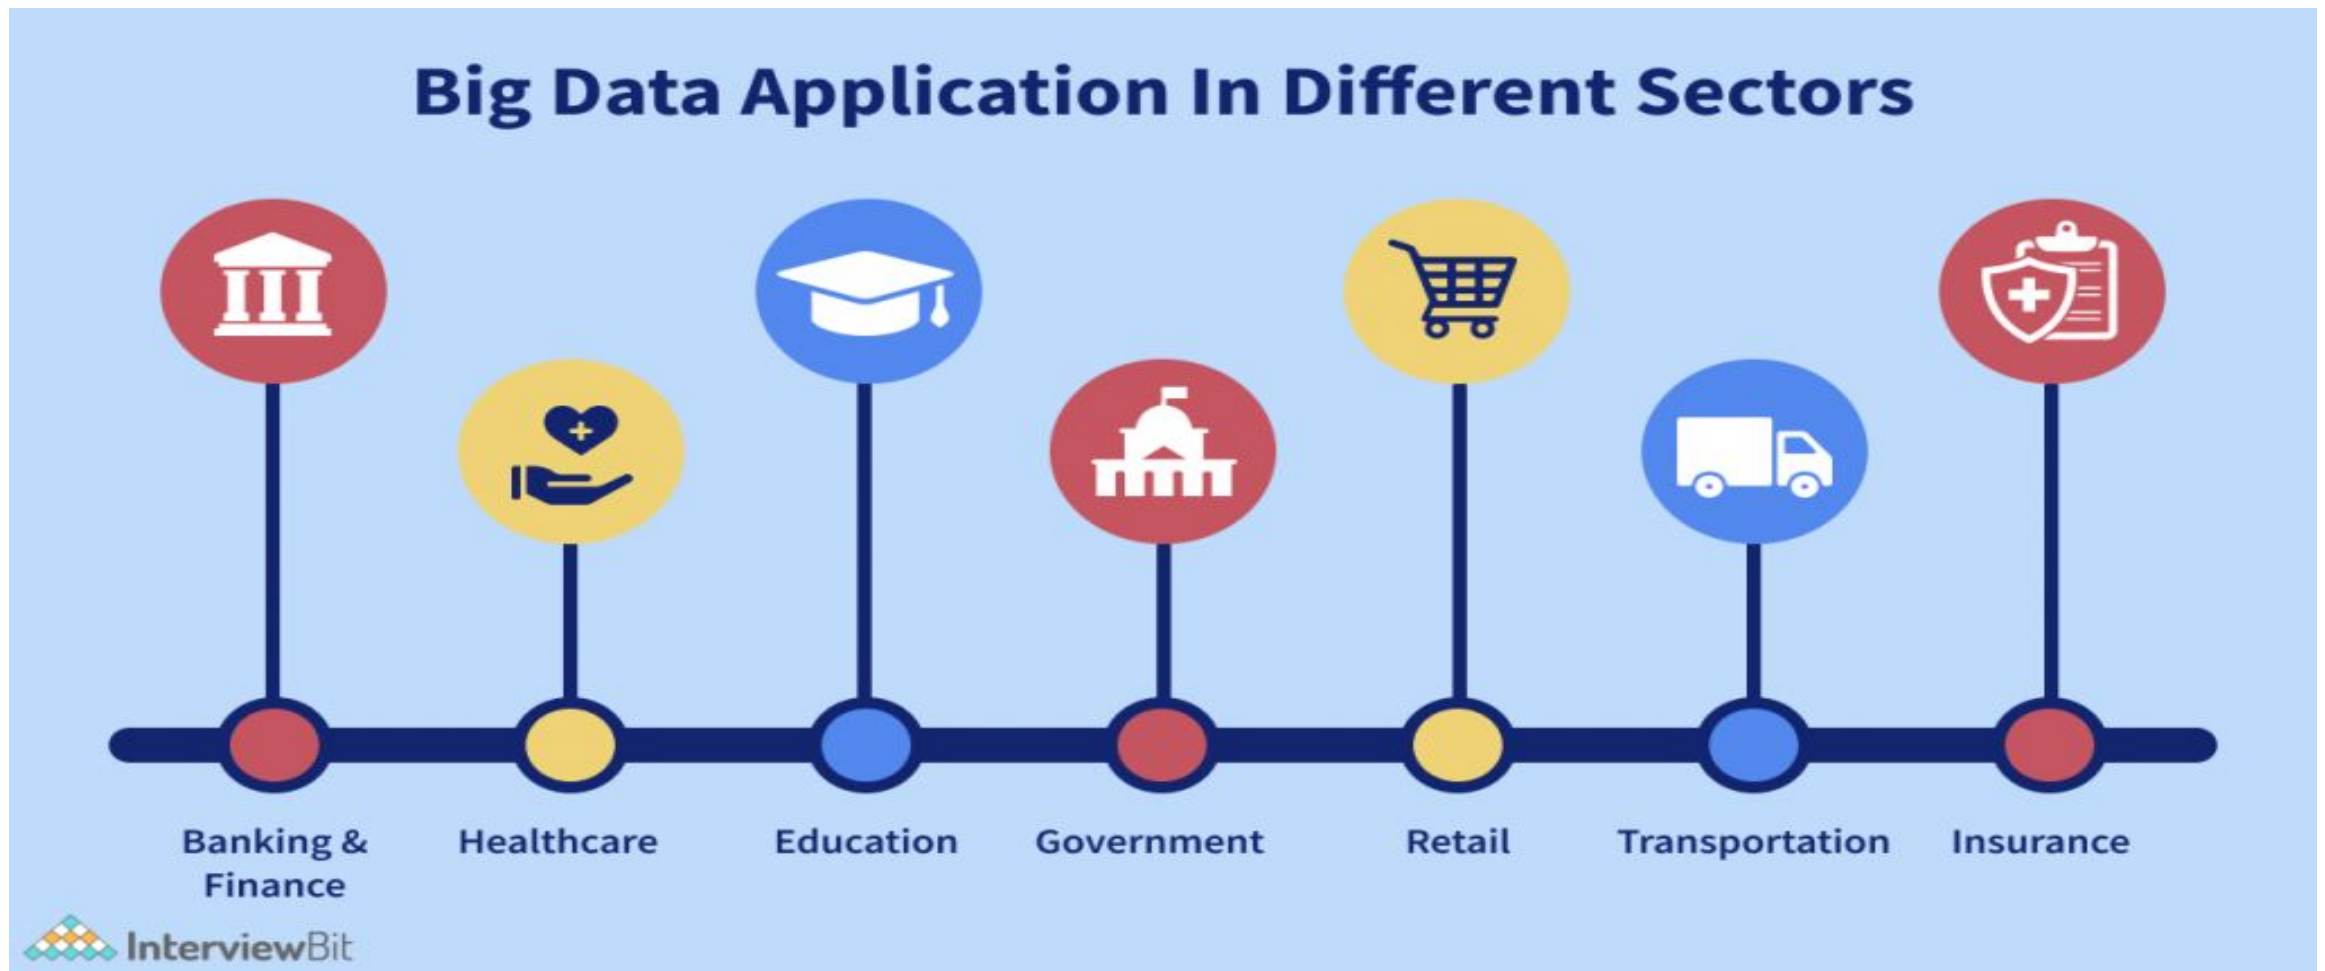 Big Data Application In Different Sectors
Banking &
Finance
Healthcare
Education
Government
Retail
Transportation
Insurance
InterviewBit